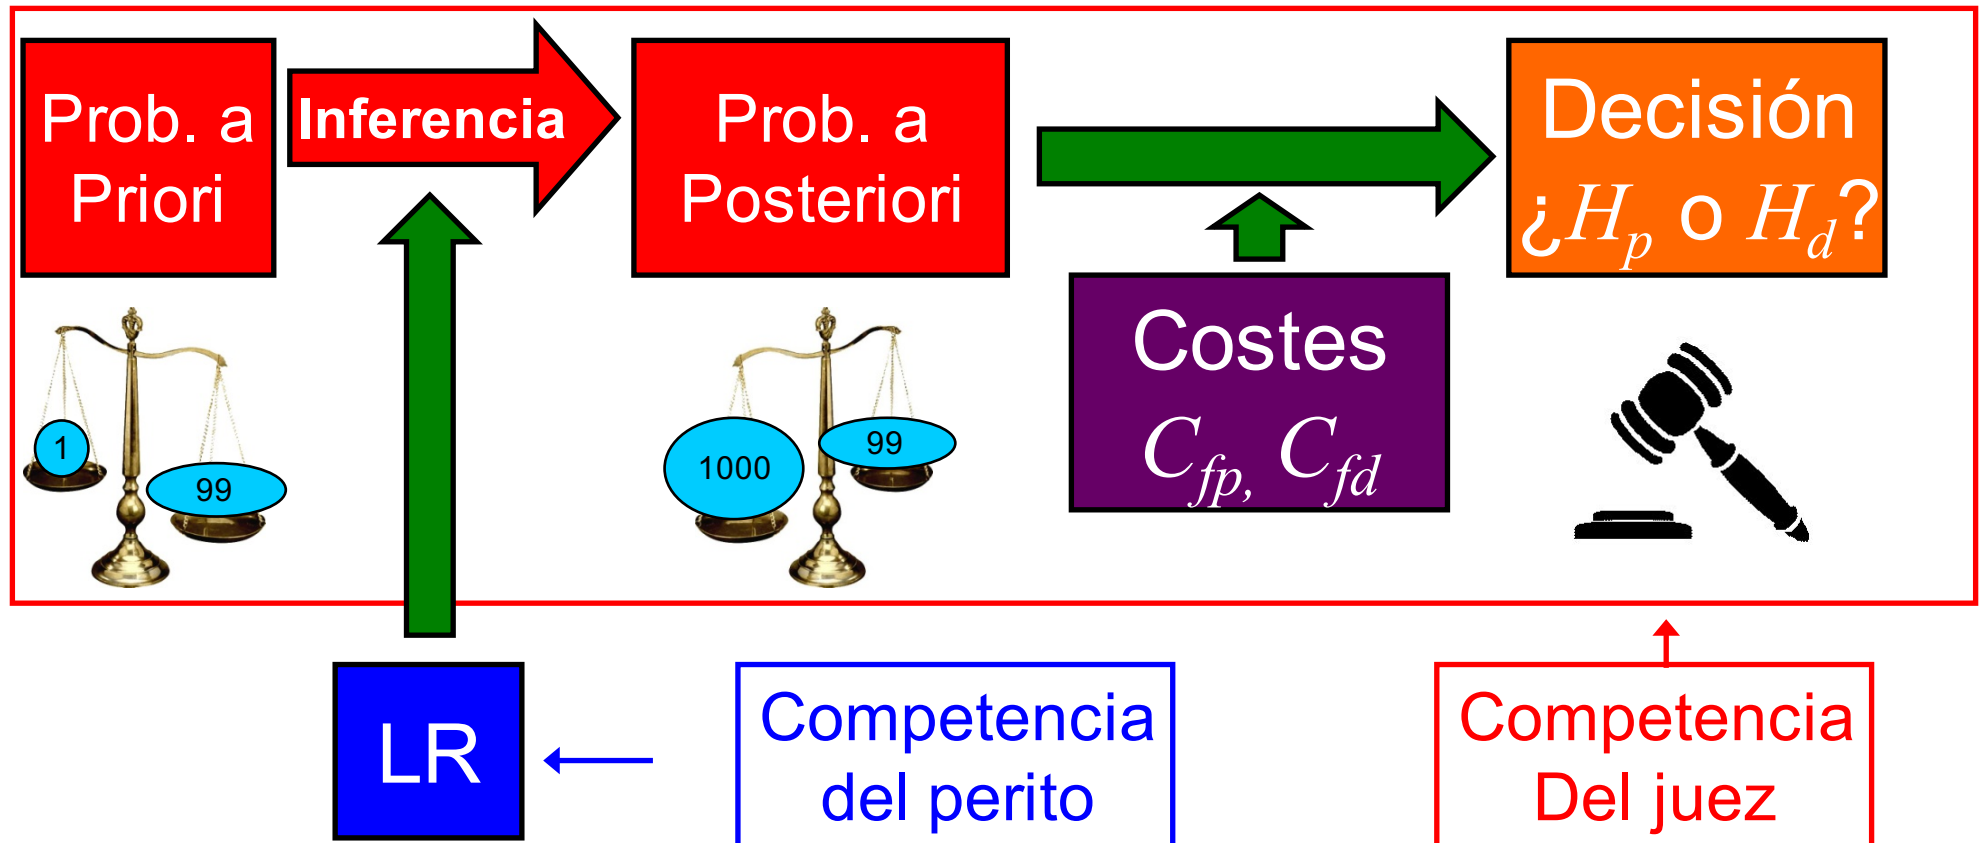 Prob. a
Priori
Inferencia
Prob. a
Posteriori
Decisión
¿Hp o Hd?
1
99
1000
99
Costes
Cfp, Cfd
LR
Competencia
del perito
Competencia
Del juez